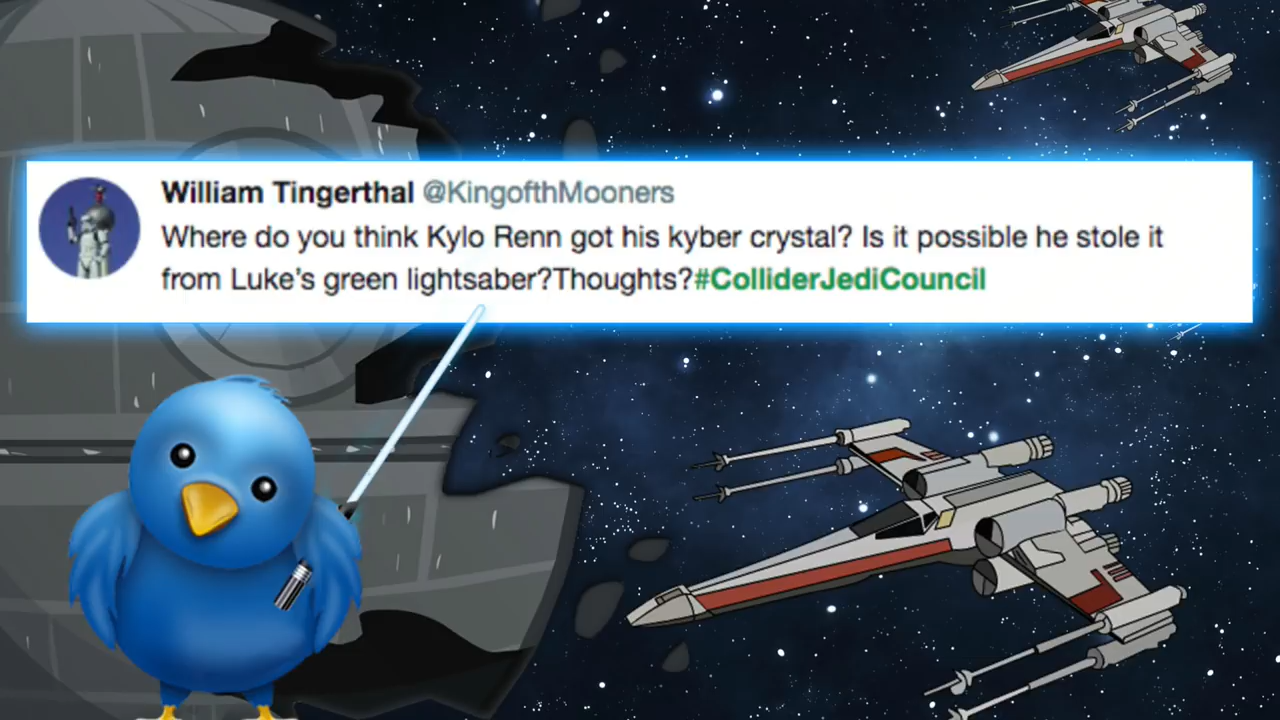 William Tingerthal @KingofthMooners
Where do you think Kylo Renn got his kyber crystal? Is it possible he stole it
from Luke's green lightsaber?Thoughts?#ColliderJediCouncil